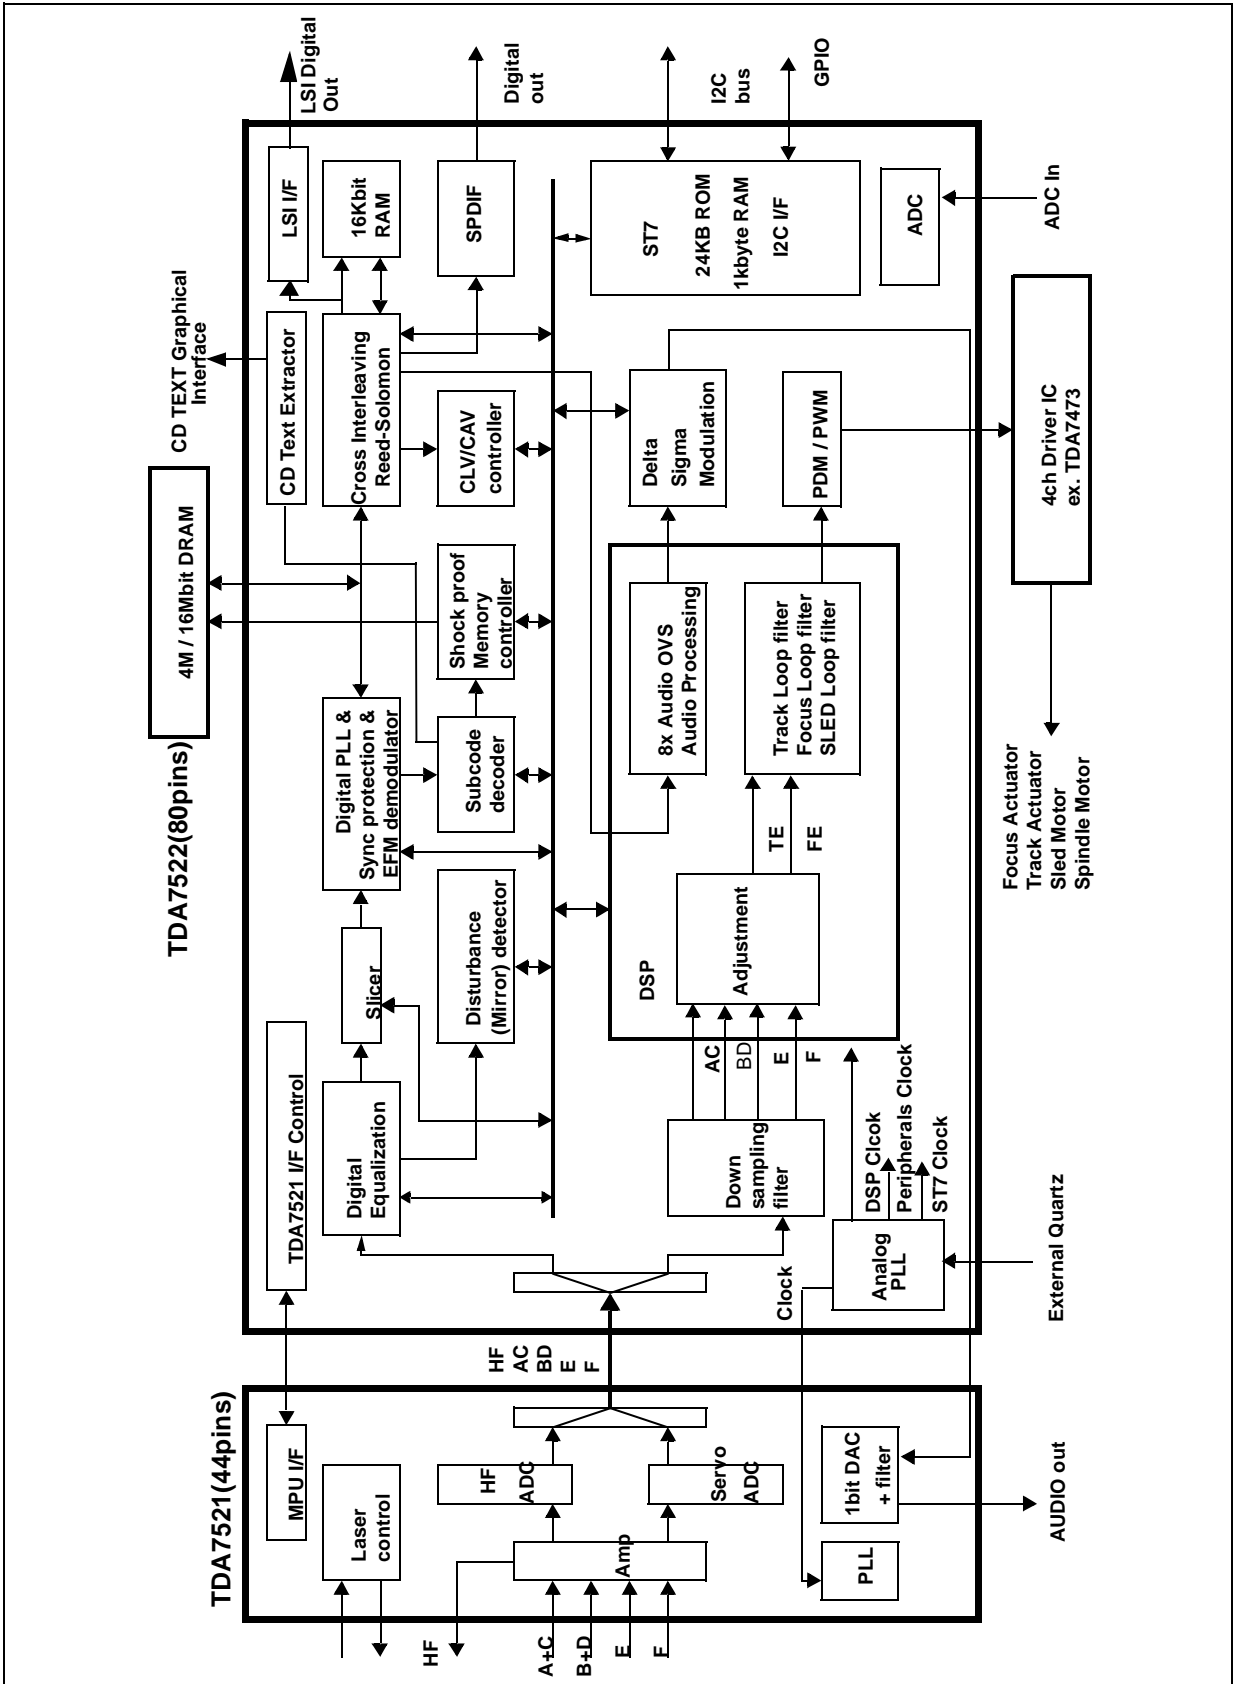 TDA7521(44pins)
MPU I/F
Laser
control
HF
ADC
Servo
ADC
Amp
HF
A+C
B+D
E
F
1bit DAC
+ filter
PLL
AUDIO out
HF
AC
BD
E
F
Clock
TDA7522(80pins)
TDA7521 I/F Control
Digital
Equalization
Slicer
Digital PLL &
Sync protection &
EFM demodulator
Disturbance
(Mirror) detector
Subcode
decoder
Shock proof
Memory
controller
4M / 16Mbit DRAM
CD TEXT Graphical
Interface
CD Text Extractor
Cross Interleaving
Reed-Solomon
CLV/CAV
controller
LSI I/F
16Kbit
RAM
SPDIF
LSI Digital
Out
Digital
out
I2C
bus
GPIO
ST7
24KB ROM
1kbyte RAM
I2C I/F
ADC
ADC In
Down
sampling
filter
AC
BD
E
F
DSP
Adjustment
TE
FE
8x Audio OVS
Audio Processing
Track Loop filter
Focus Loop filter
SLED Loop filter
Delta
Sigma
Modulation
PDM / PWM
4ch Driver IC
ex. TDA7473
Focus Actuator
Track Actuator
Sled Motor
Spindle Motor
Analog
PLL
DSP Clcok
Peripherals Clock
ST7 Clock
External Quartz